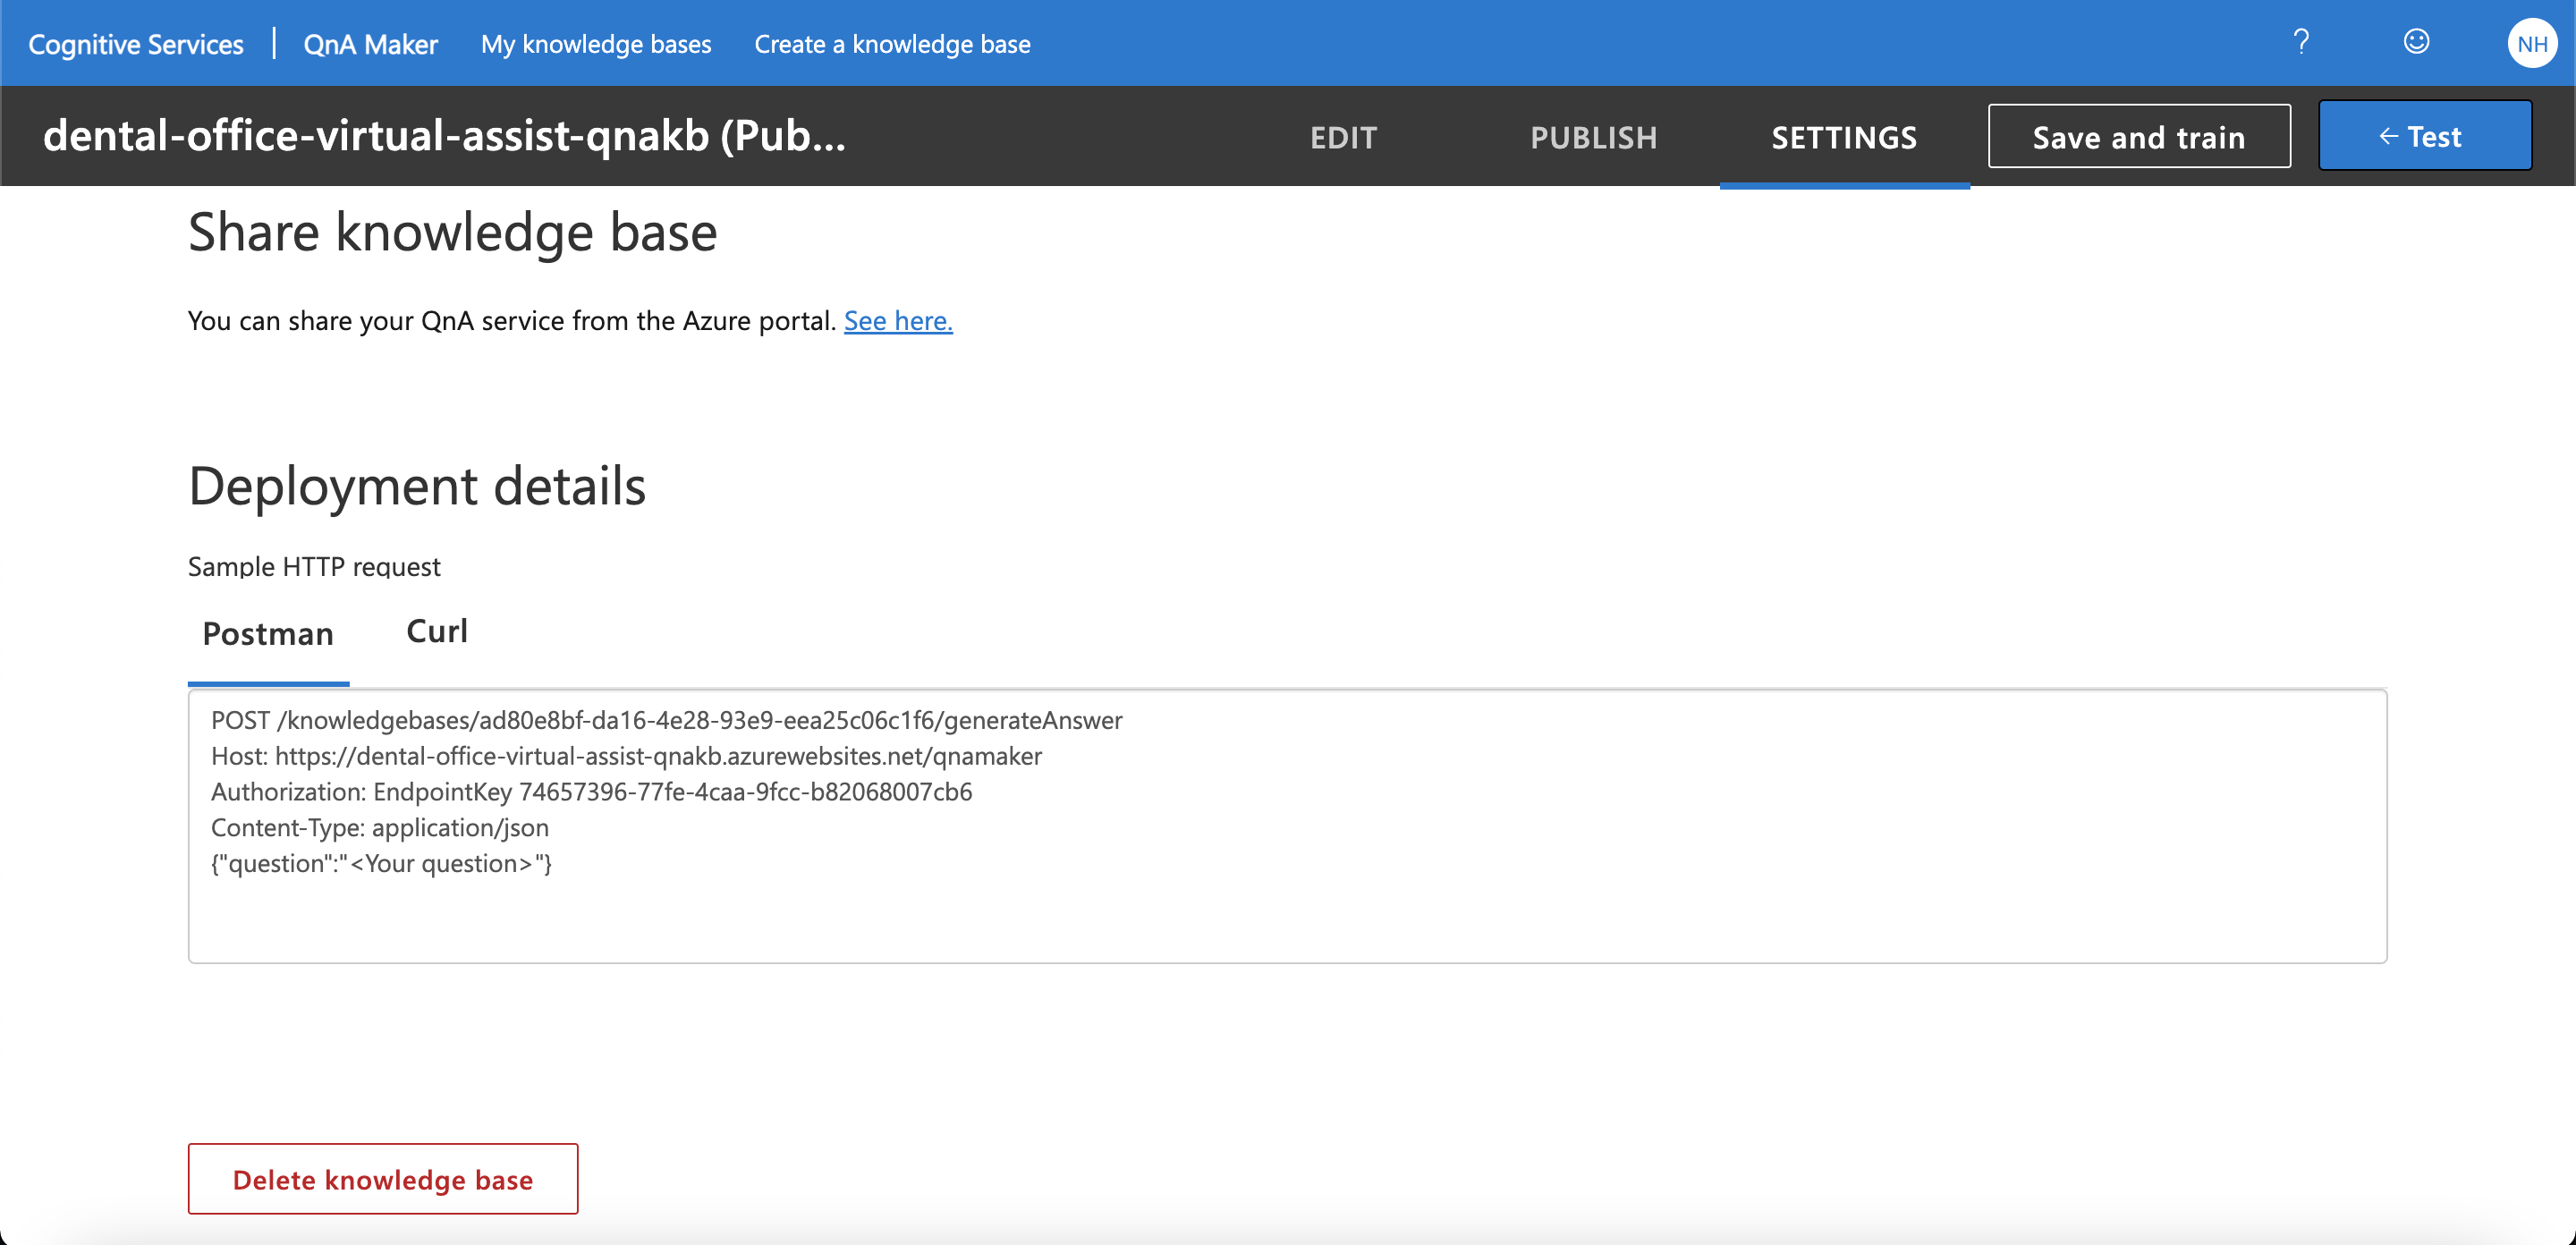 Cognitive Services | QnA Maker My knowledge bases Create a knowledge base ? NH
dental-office-virtual-assist-qnakb (Pub... EDIT PUBLISH SETTINGS Save and train ← Test
Share knowledge base
You can share your QnA service from the Azure portal. See here.
Deployment details
Sample HTTP request
Postman Curl
POST /knowledgebases/ad80e8bf-da16-4e28-93e9-eea25c06c1f6/generateAnswer
Host: https://dental-office-virtual-assist-qnakb.azurewebsites.net/qnamaker
Authorization: EndpointKey 74657396-77fe-4caa-9fcc-b82068007cb6
Content-Type: application/json
{"question":"<Your question>"}
Delete knowledge base